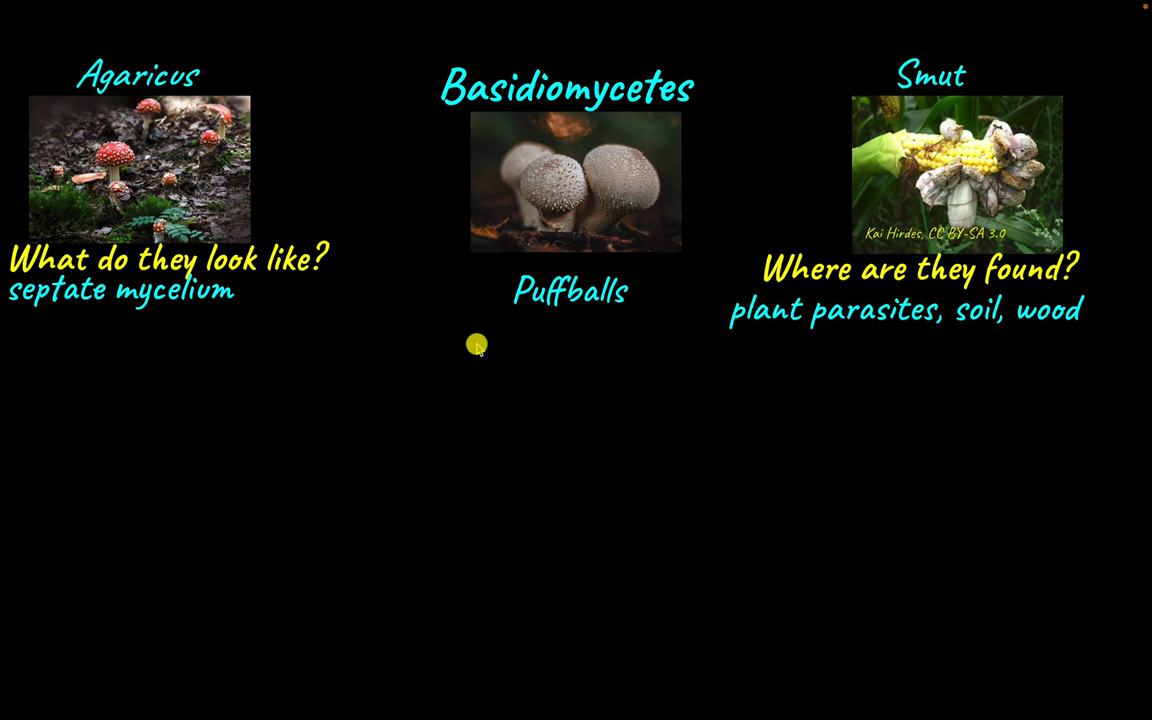 Agaricus
Basidiomycetes
Smut
Kai Hirdes, CC BY-SA 3.0
What do they look like?
septate mycelium
Puffballs
Where are they found?
plant parasites, soil, wood